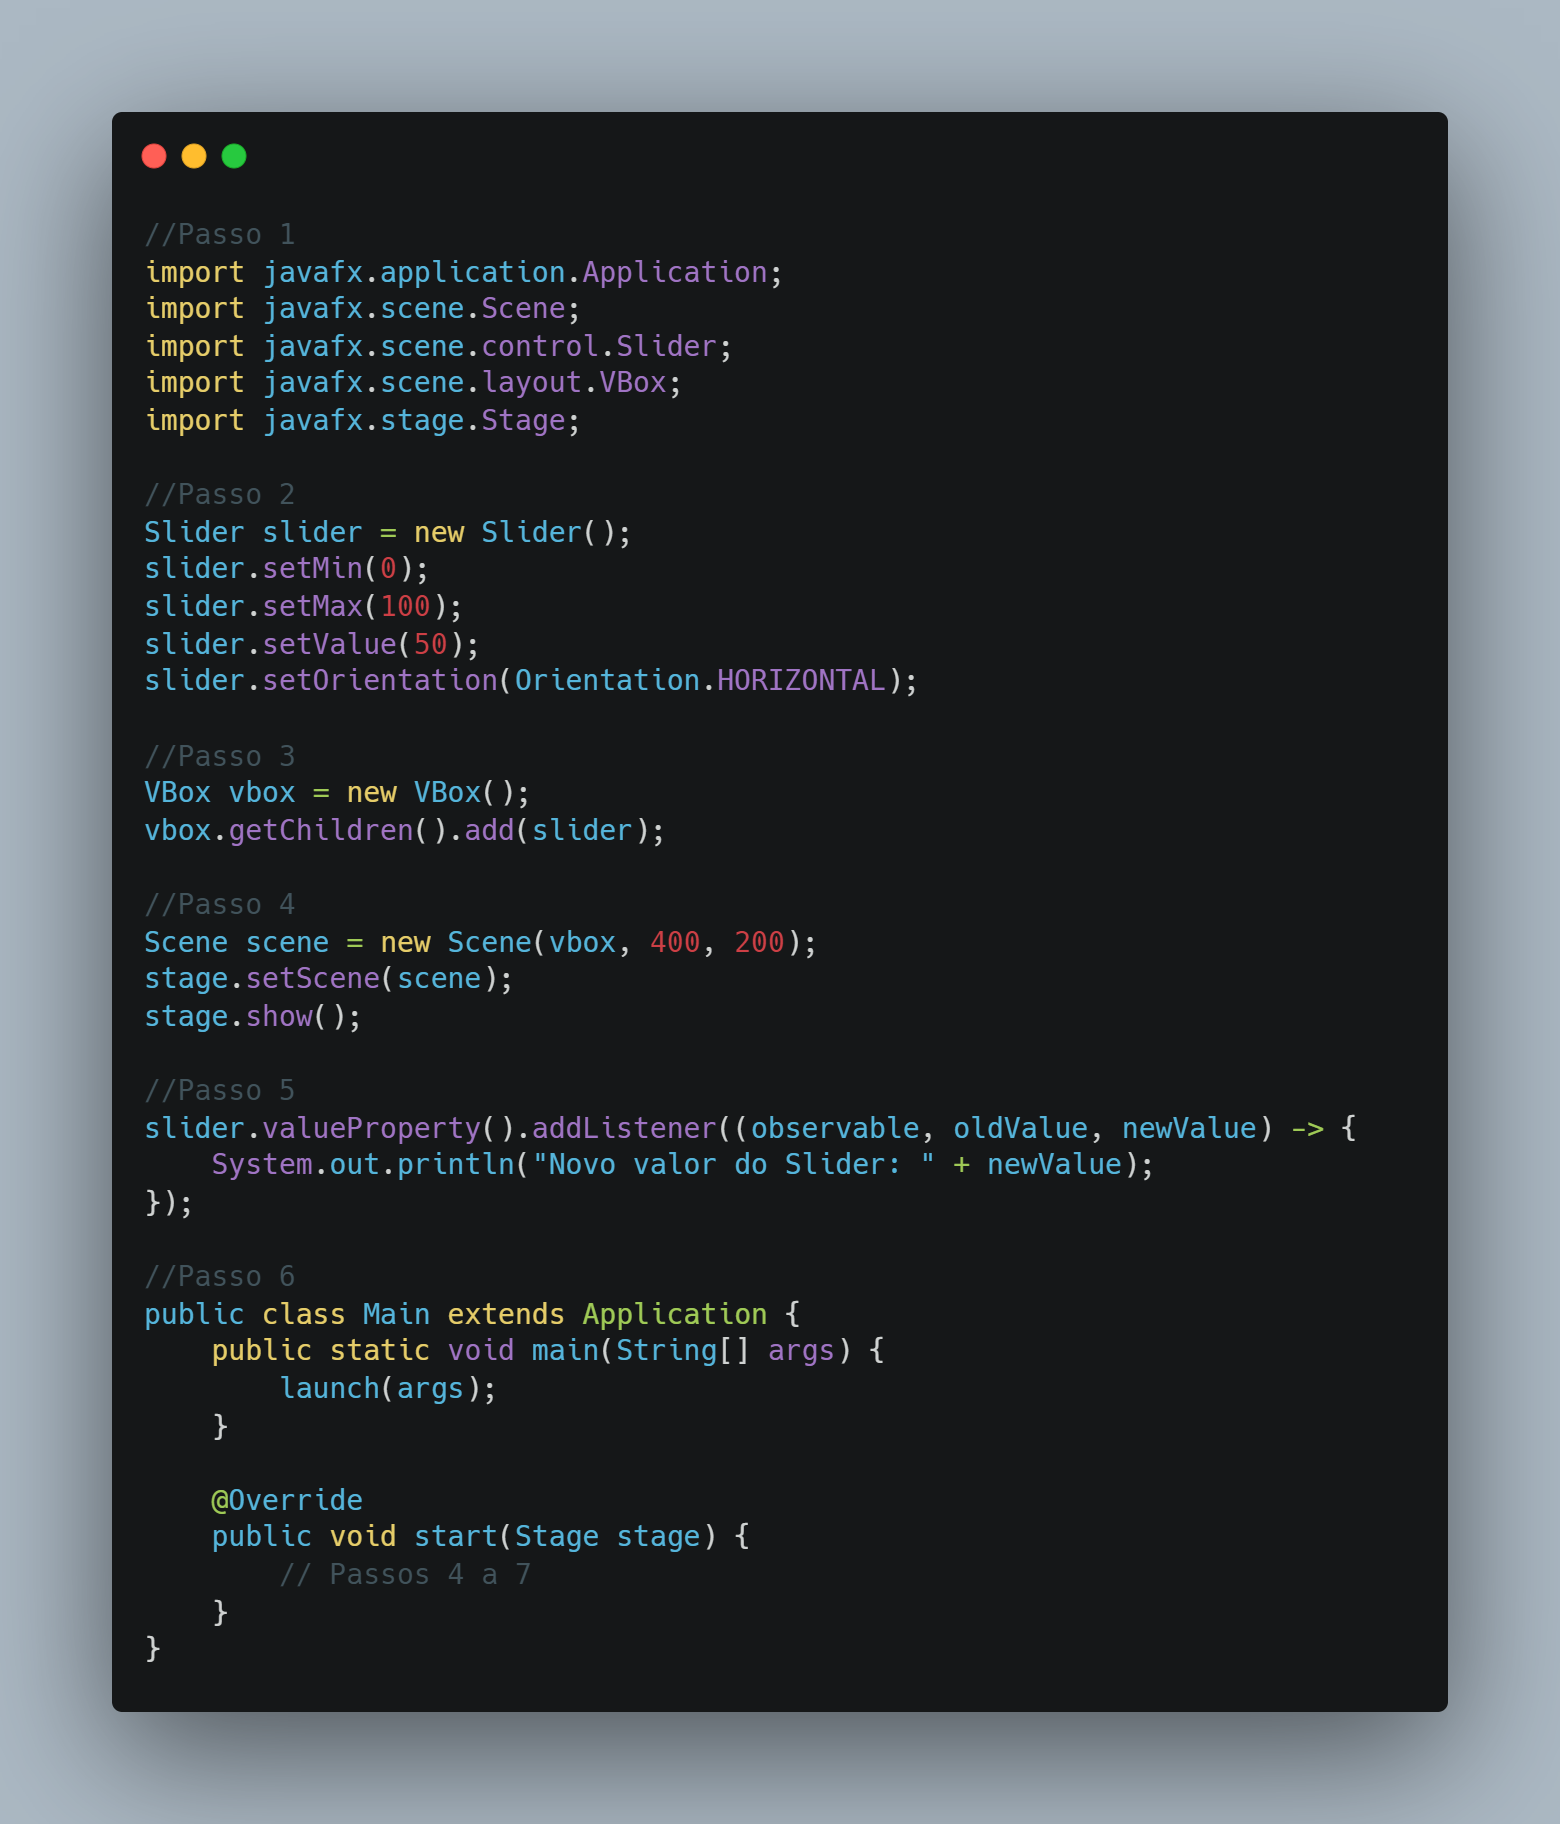 //Passo 1
import javafx.application.Application;
import javafx.scene.Scene;
import javafx.scene.control.Slider;
import javafx.scene.layout.VBox;
import javafx.stage.Stage;

//Passo 2
Slider slider = new Slider();
slider.setMin(0);
slider.setMax(100);
slider.setValue(50);
slider.setOrientation(Orientation.HORIZONTAL);

//Passo 3
VBox vbox = new VBox();
vbox.getChildren().add(slider);

//Passo 4
Scene scene = new Scene(vbox, 400, 200);
stage.setScene(scene);
stage.show();

//Passo 5
slider.valueProperty().addListener((observable, oldValue, newValue) -> {
    System.out.println("Novo valor do Slider: " + newValue);
});

//Passo 6
public class Main extends Application {
    public static void main(String[] args) {
        launch(args);
    }

    @Override
    public void start(Stage stage) {
        // Passos 4 a 7
    }
}